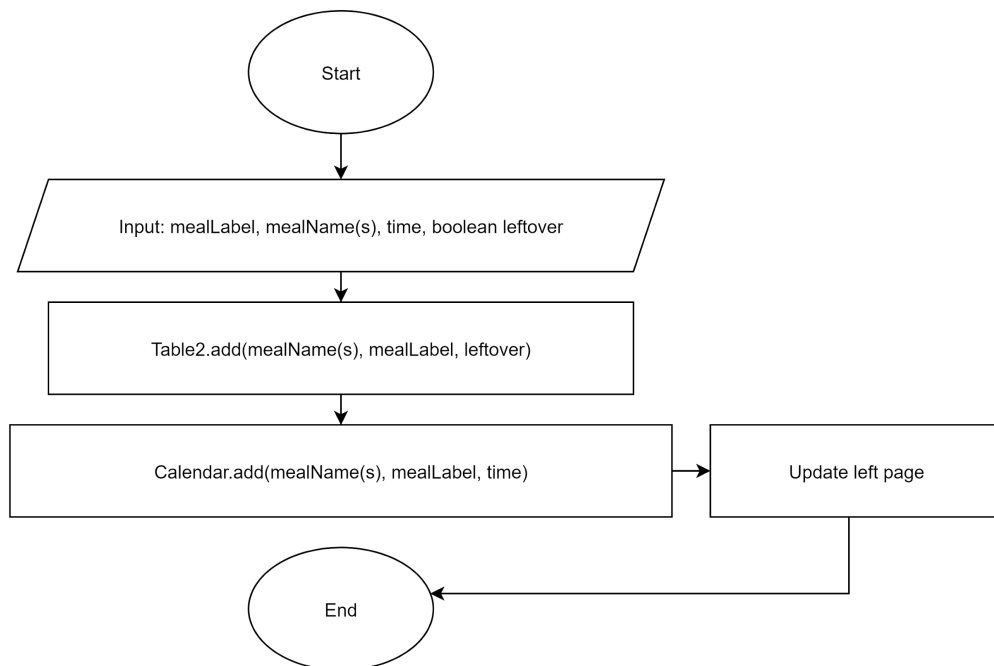 Start
Input: mealLabel, mealName(s), time, boolean leftover
Table2.add(mealName(s), mealLabel, leftover)
Calendar.add(mealName(s), mealLabel, time)
Update left page
End